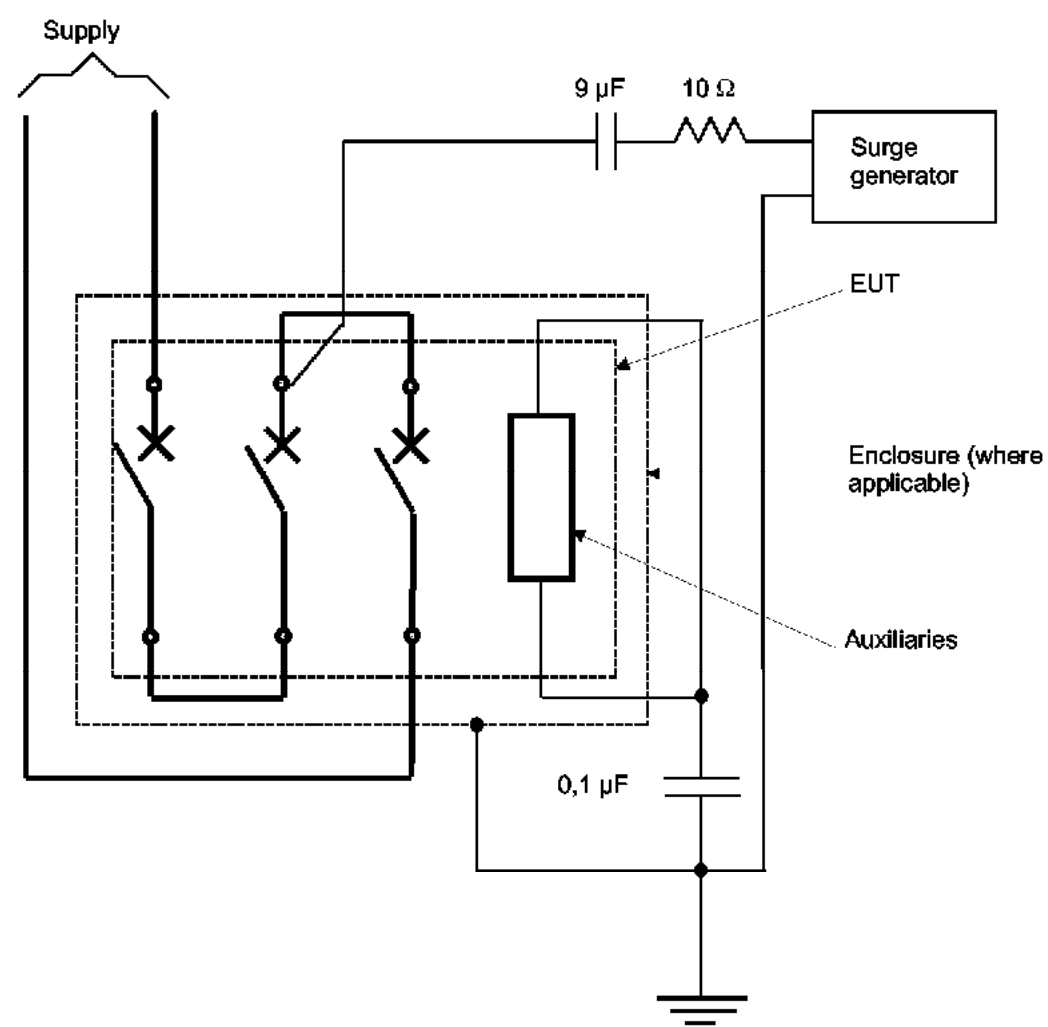 Supply
9 µF
10 Ω
Surge
generator
EUT
Enclosure (where
applicable)
Auxiliaries
0,1 µF